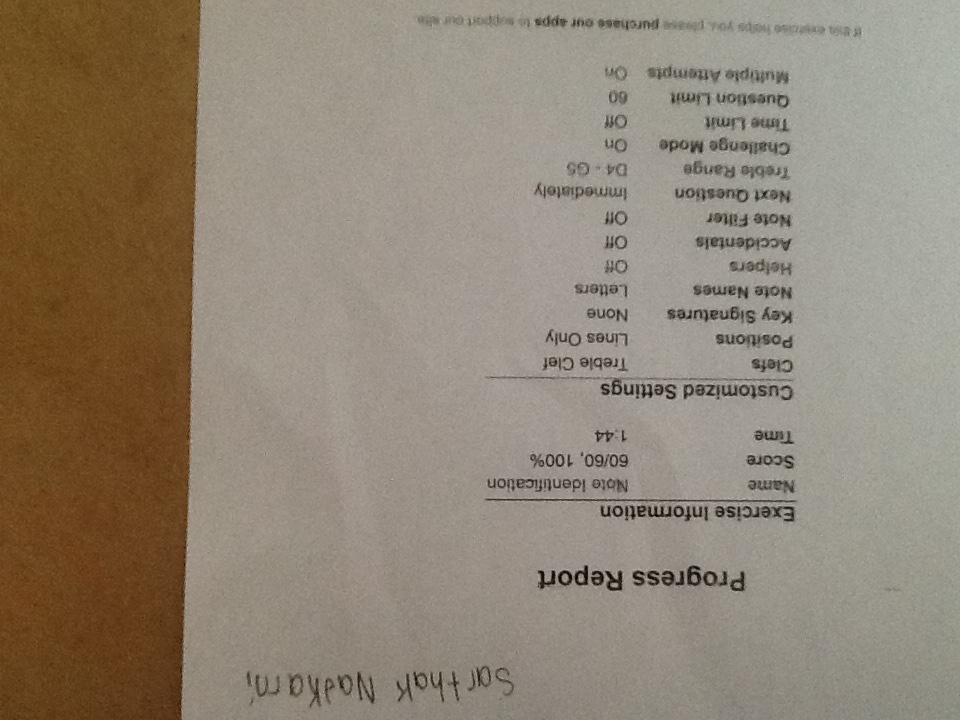 Sarthak Nadkarni
Progress Report
Exercise Information
Name Note Identification
Score 60/60, 100%
Time 1:44
Customized Settings
Clefs Treble Clef
Positions Lines Only
Key Signatures None
Note Names Letters
Helpers Off
Accidentals Off
Note Filter Off
Next Question Immediately
Treble Range D4 - G5
Challenge Mode On
Time Limit Off
Question Limit 60
Multiple Attempts On
If this exercise helps you, please purchase our apps to support our site.